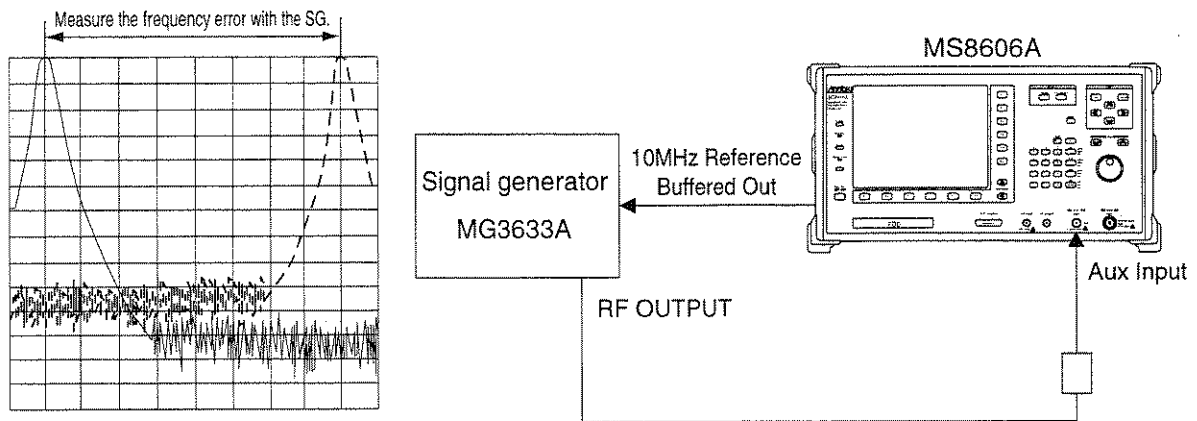 Measure the frequency error with the SG.
MS8606A
Signal generator
MG3633A
10MHz Reference
Buffered Out
Aux Input
RF OUTPUT